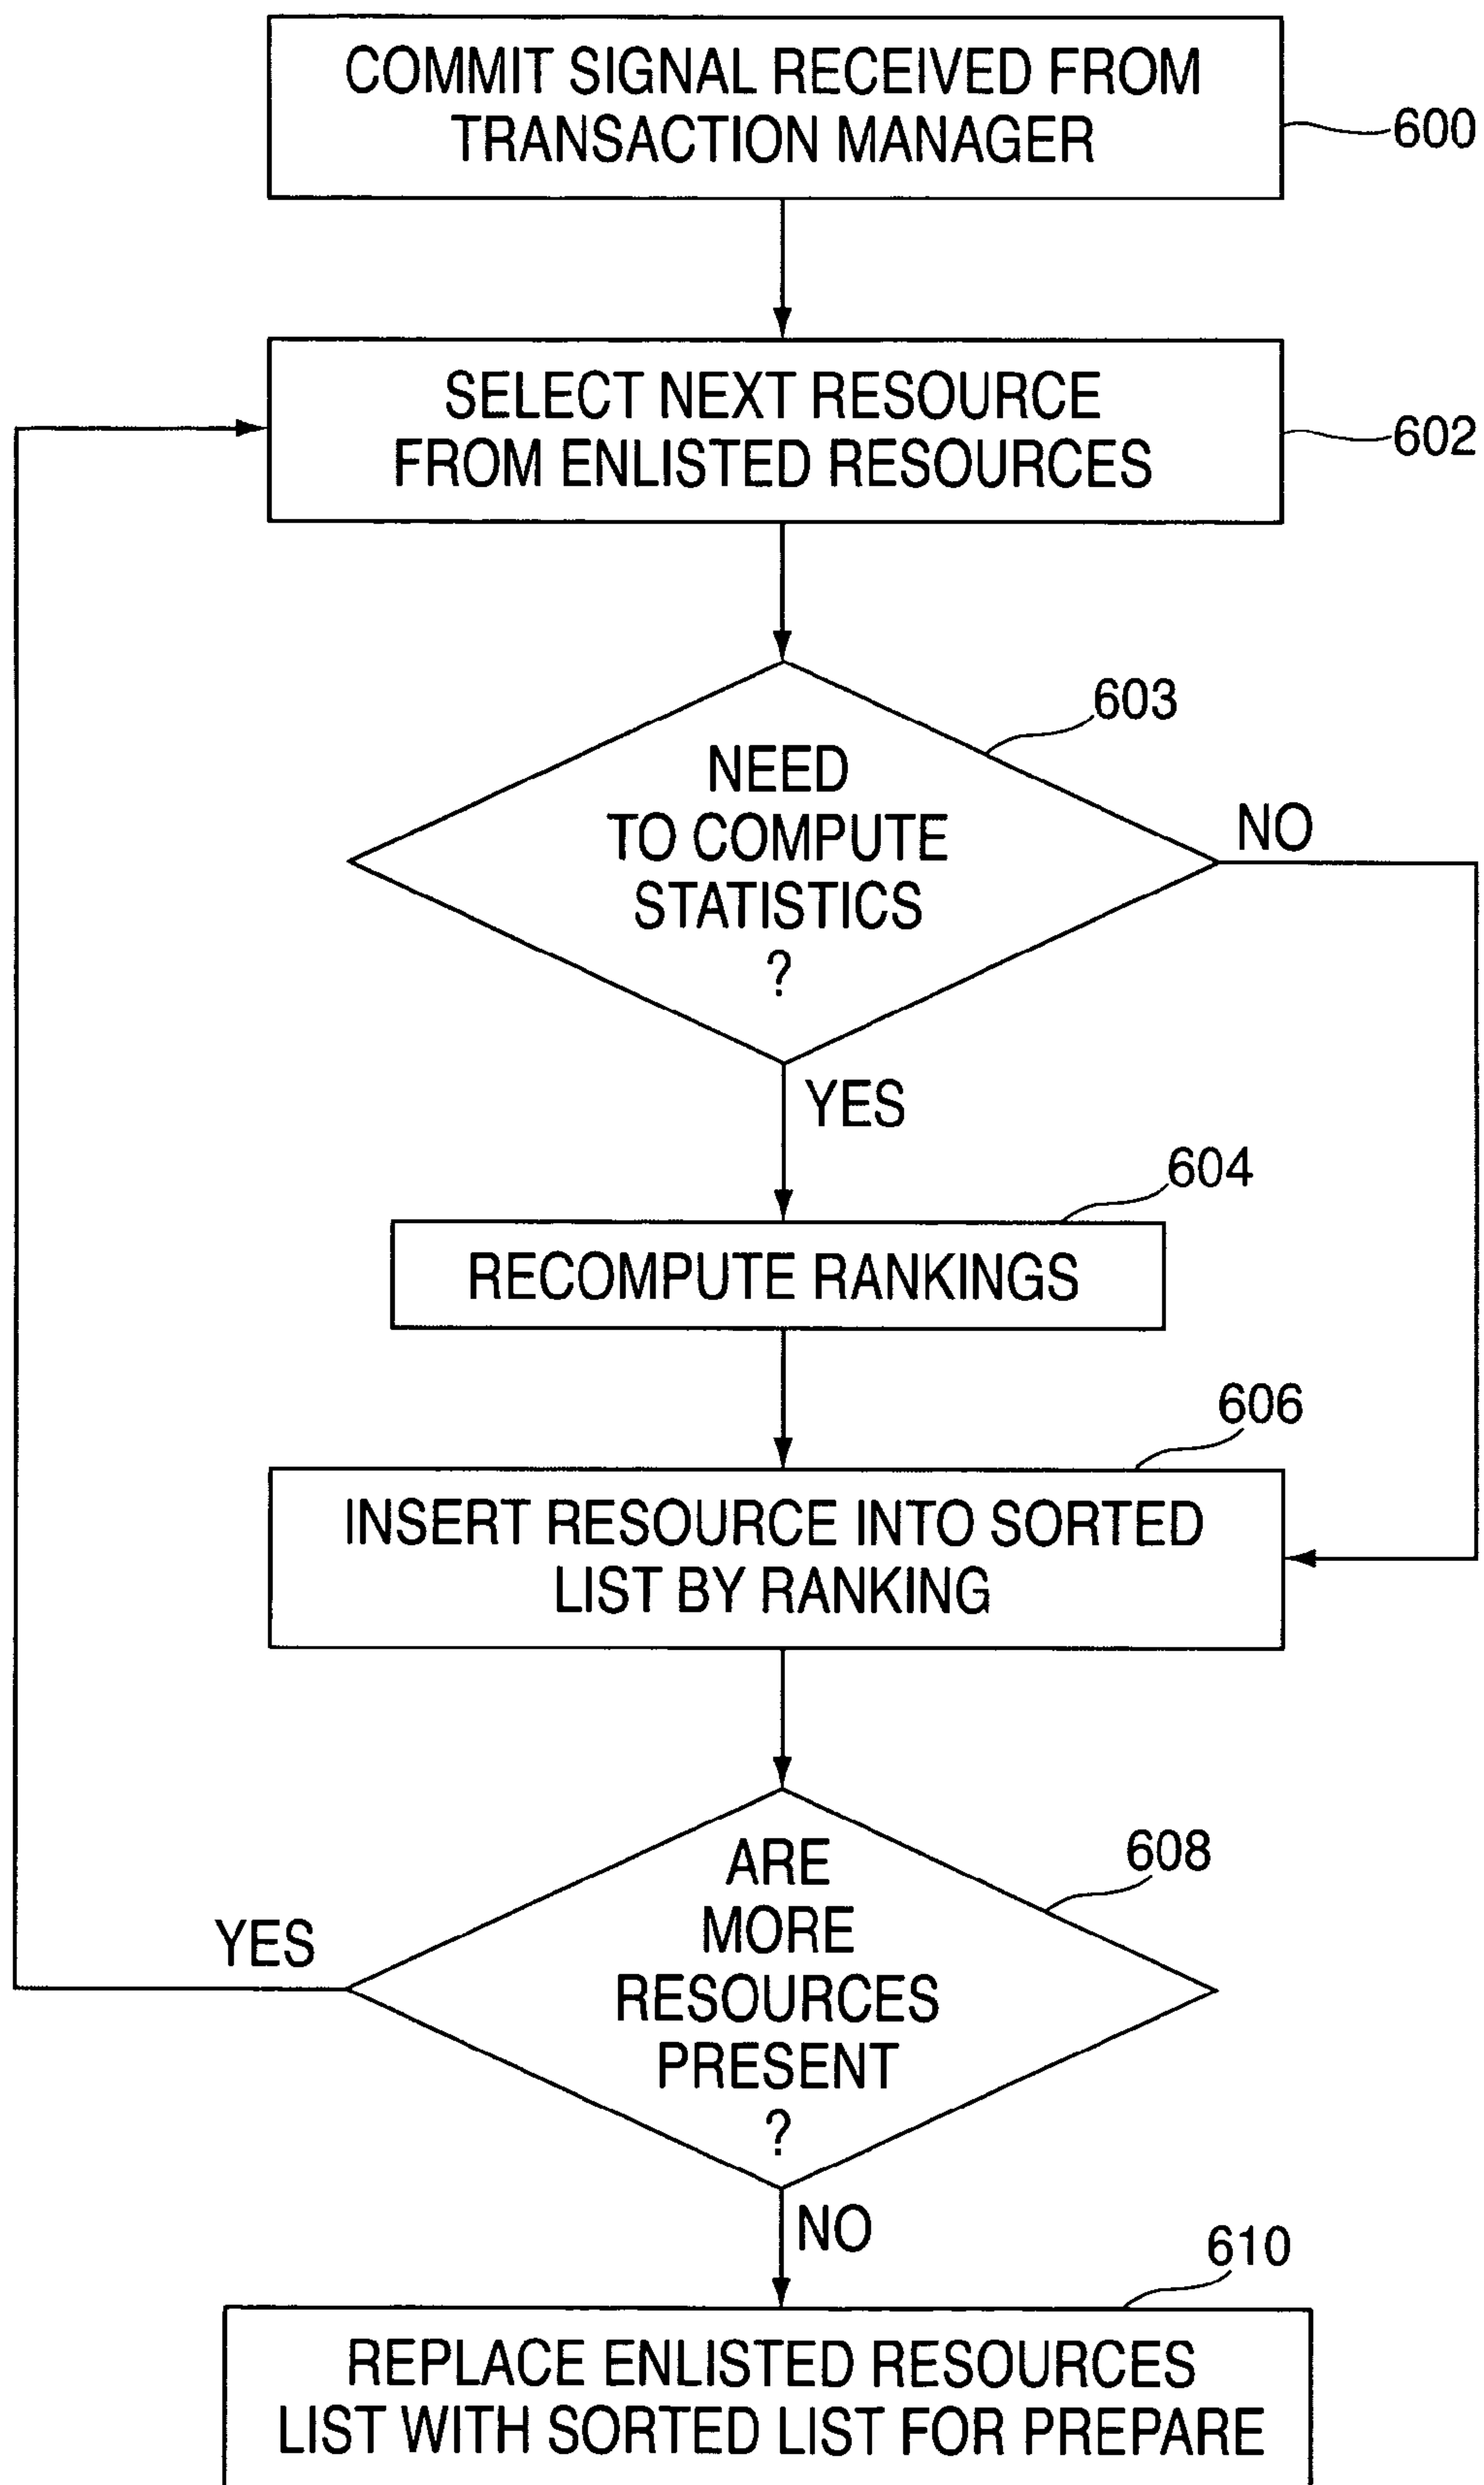 COMMIT SIGNAL RECEIVED FROM
TRANSACTION MANAGER
600
SELECT NEXT RESOURCE
FROM ENLISTED RESOURCES
602
603
NEED
TO COMPUTE
STATISTICS
?
NO
YES
604
RECOMPUTE RANKINGS
606
INSERT RESOURCE INTO SORTED
LIST BY RANKING
608
ARE
MORE
RESOURCES
PRESENT
?
YES
NO
610
REPLACE ENLISTED RESOURCES
LIST WITH SORTED LIST FOR PREPARE